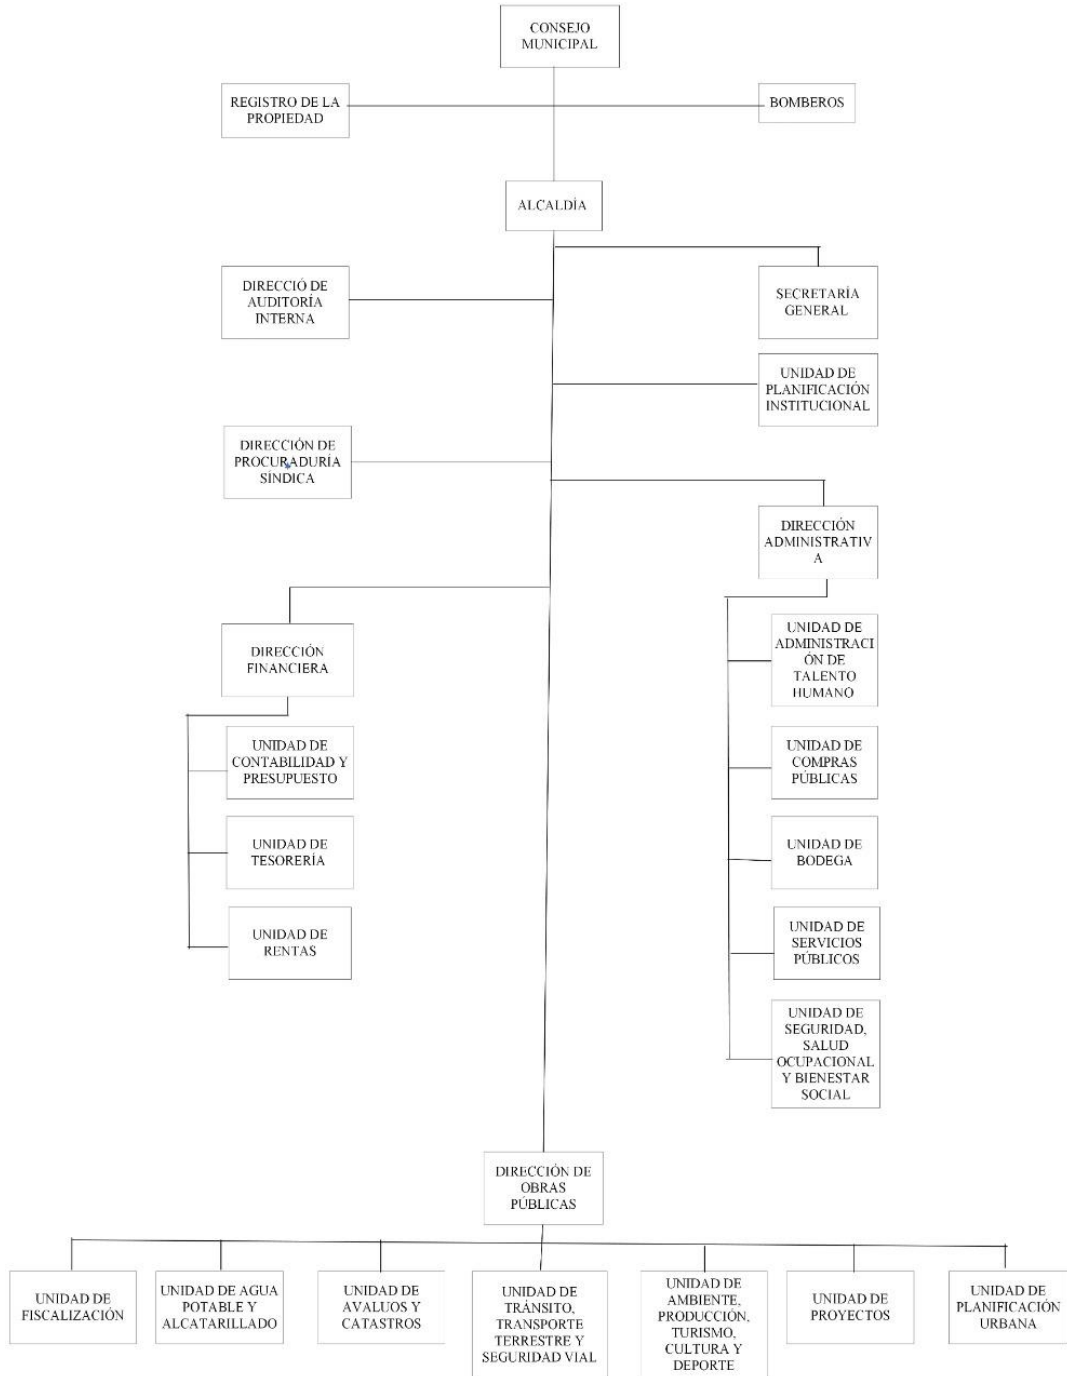 CONSEJO
MUNICIPAL
REGISTRO DE LA
PROPIEDAD
BOMBEROS
ALCALDÍA
DIRECCIÓ DE
AUDITORÍA
INTERNA
SECRETARÍA
GENERAL
UNIDAD DE
PLANIFICACIÓN
INSTITUCIONAL
DIRECCIÓN DE
PROCURADURÍA
SÍNDICA
DIRECCIÓN
ADMINISTRATIV
A
DIRECCIÓN
FINANCIERA
UNIDAD DE
CONTABILIDAD Y
PRESUPUESTO
UNIDAD DE
TESORERÍA
UNIDAD DE
RENTAS
UNIDAD DE
ADMINISTRACI
ÓN DE
TALENTO
HUMANO
UNIDAD DE
COMPRAS
PÚBLICAS
UNIDAD DE
BODEGA
UNIDAD DE
SERVICIOS
PÚBLICOS
UNIDAD DE
SEGURIDAD,
SALUD
OCUPACIONAL
Y BIENESTAR
SOCIAL
DIRECCIÓN DE
OBRAS
PÚBLICAS
UNIDAD DE
FISCALIZACIÓN
UNIDAD DE AGUA
POTABLE Y
ALCATARILLADO
UNIDAD DE
AVALUOS Y
CATASTROS
UNIDAD DE
TRÁNSITO,
TRANSPORTE
TERRESTRE Y
SEGURIDAD VIAL
UNIDAD DE
AMBIENTE,
PRODUCCIÓN,
TURISMO,
CULTURA Y
DEPORTE
UNIDAD DE
PROYECTOS
UNIDAD DE
PLANIFICACIÓN
URBANA